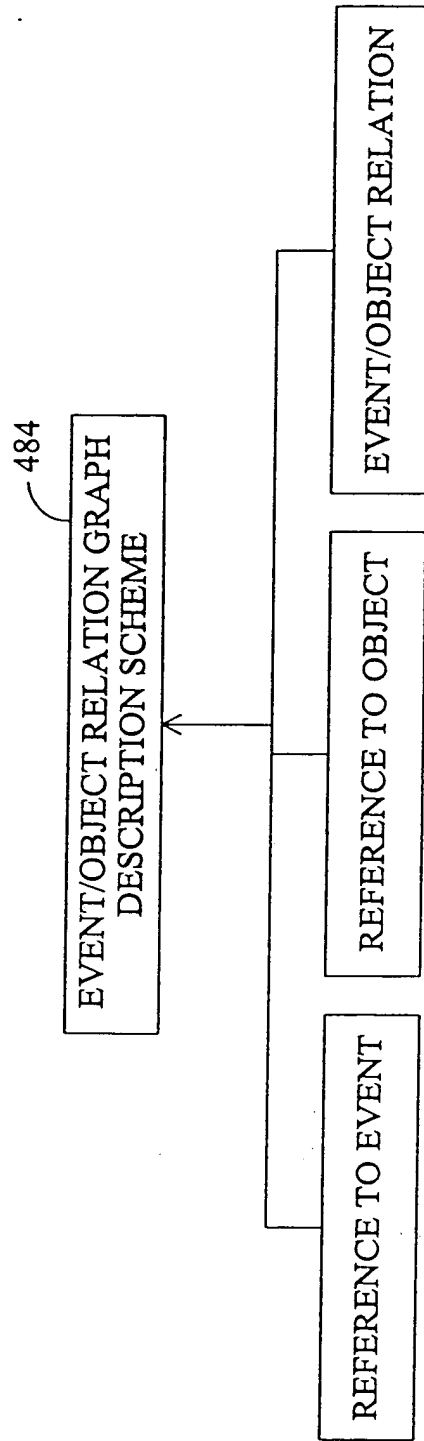 484
EVENT/OBJECT RELATION GRAPH
DESCRIPTION SCHEME
REFERENCE TO EVENT
REFERENCE TO OBJECT
EVENT/OBJECT RELATION